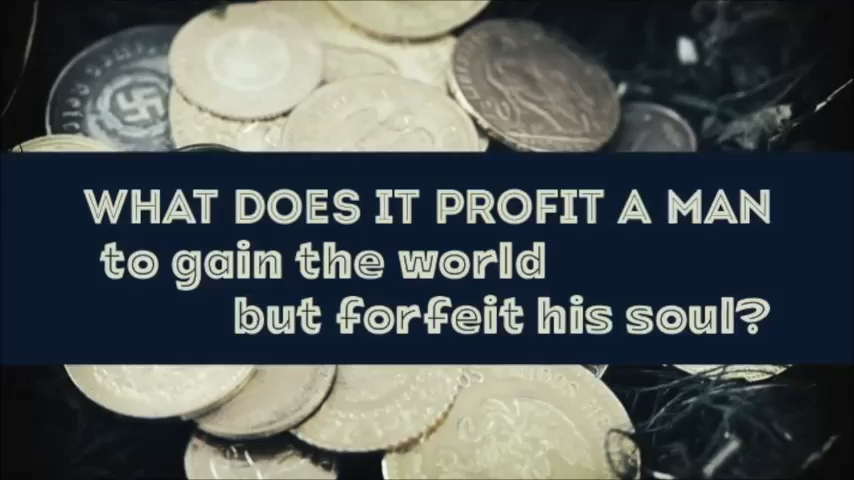 WHAT DOES IT PROFIT A MAN
to gain the world
but forfeit his soul?